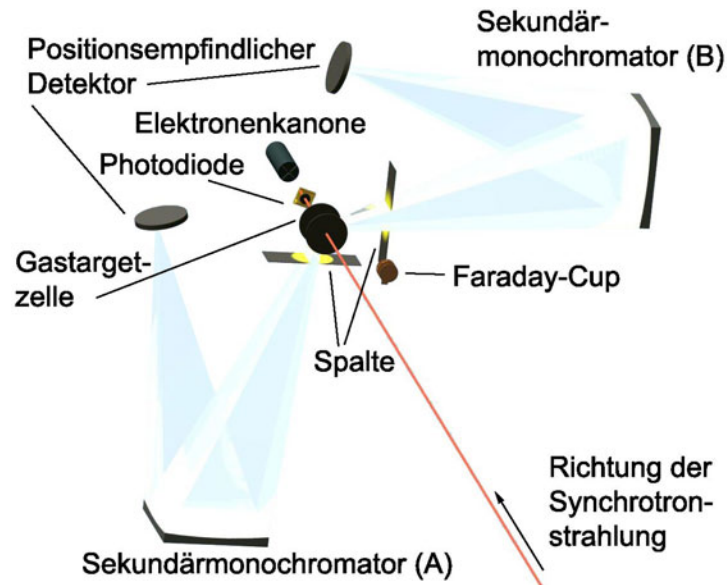 Positionsempfindlicher
Detektor
Sekundär-
monochromator (B)
Elektronenkanone
Photodiode
Gastarget-
zelle
Faraday-Cup
Spalte
Richtung der
Synchrotron-
strahlung
Sekundärmonochromator (A)